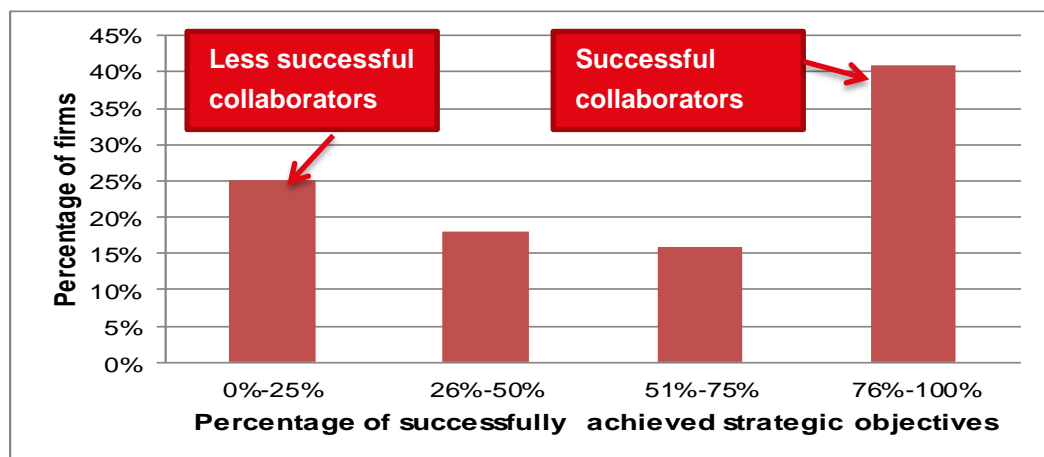 45%
40%
35%
30%
25%
20%
15%
10%
5%
0%
Percentage of firms
Less successful
collaborators
Successful
collaborators
0%-25%
26%-50%
51%-75%
76%-100%
Percentage of successfully achieved strategic objectives